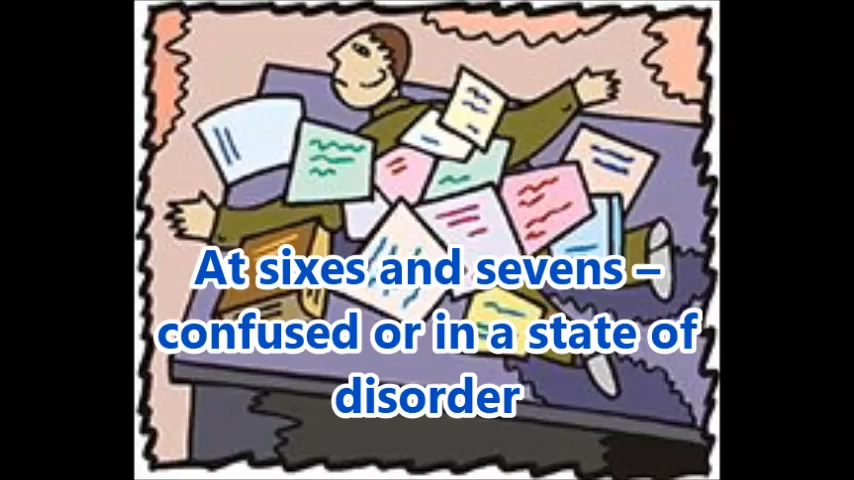 At sixes and sevens –
confused or in a state of
disorder